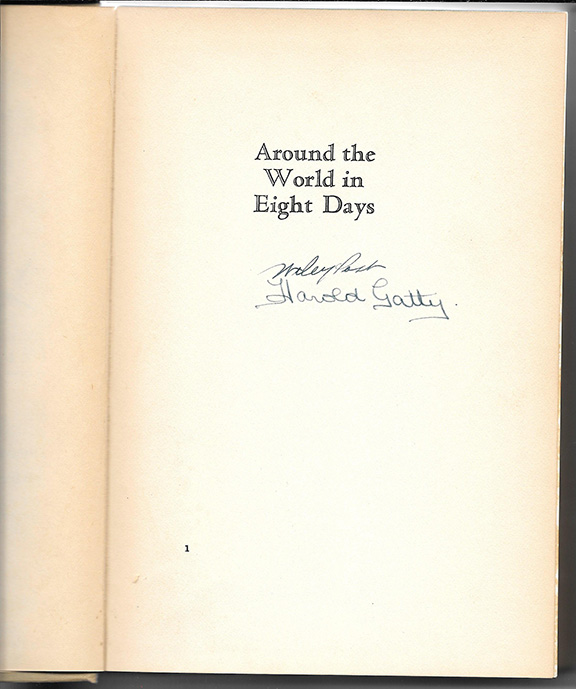 Around the
World in
Eight Days
Wiley Post
Harold Gatty.
1